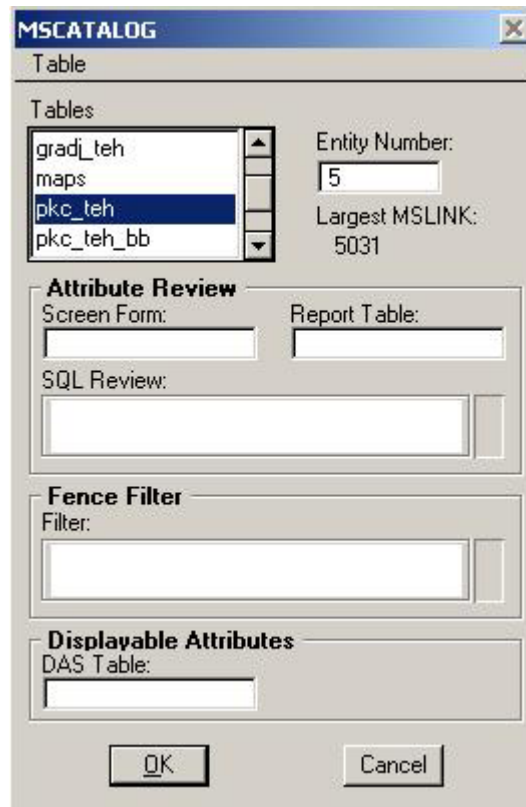 MSCATALOG
Table
Tables
gradj_teh
maps
pkc_teh
pkc_teh_bb
Entity Number:
5
Largest MSLINK:
5031
Attribute Review
Screen Form:
Report Table:
SQL Review:
Fence Filter
Filter:
Displayable Attributes
DAS Table:
OK
Cancel